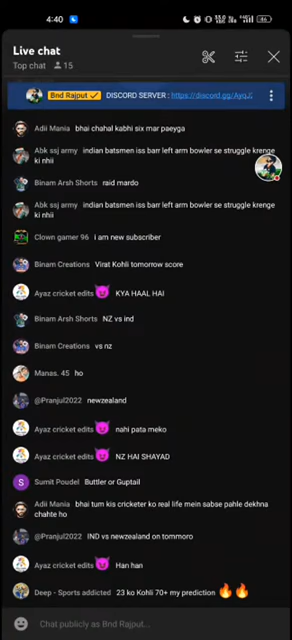 4:40
46
Live chat
Top chat 15
Bnd Rajput DISCORD SERVER : https://discord.gg/
Adii Mania bhai chahal kabhi six mar paeyga
Abk ssj army indian batsmen iss barr left arm bowler se struggle krenge
ki nhii
Binam Arsh Shorts raid mardo
Abk ssj army indian batsmen iss barr left arm bowler se struggle krenge
ki nhii
Clown gamer 96 i am new subscriber
Binam Creations Virat Kohli tomorrow score
Ayaz cricket edits 😈 KYA HAAL HAI
Binam Arsh Shorts NZ vs ind
Binam Creations vs nz
Manas. 45 ho
@Pranjul2022 newzealand
Ayaz cricket edits 😈 nahi pata meko
Ayaz cricket edits 😈 NZ HAI SHAYAD
S Sumit Poudel Buttler or Guptail
Adii Mania bhai tum kis cricketer ko real life mein sabse pahle dekhna
chahte ho
@Pranjul2022 IND vs newzealand on tommoro
Ayaz cricket edits 😈 Han han
Deep - Sports addicted 23 ko Kohli 70+ my prediction 🔥🔥
Chat publicly as Bnd Rajput...